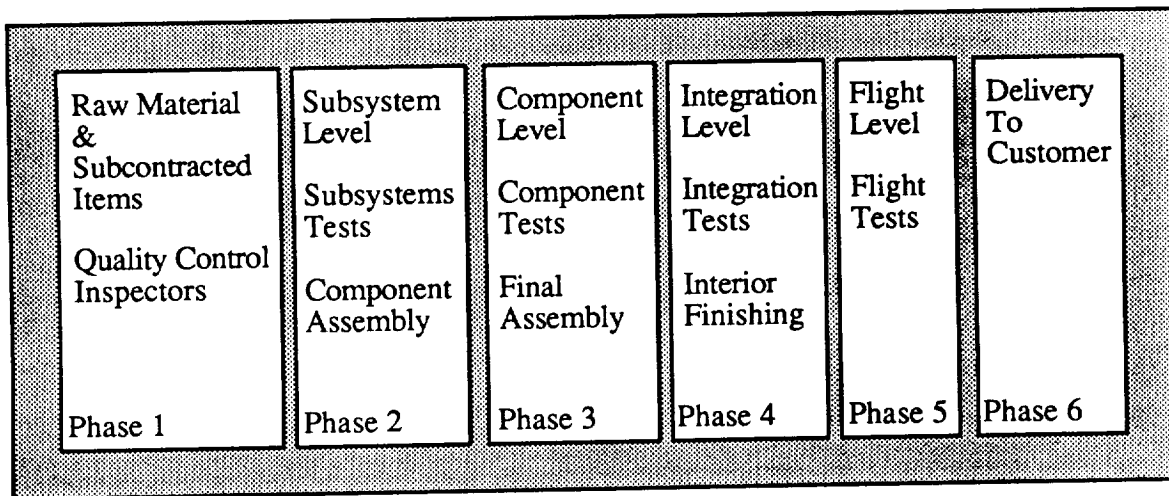 Raw Material
&
Subcontracted
Items
Quality Control
Inspectors
Phase 1
Subsystem
Level
Subsystems
Tests
Component
Assembly
Phase 2
Component
Level
Component
Tests
Final
Assembly
Phase 3
Integration
Level
Integration
Tests
Interior
Finishing
Phase 4
Flight
Level
Flight
Tests
Phase 5
Delivery
To
Customer
Phase 6